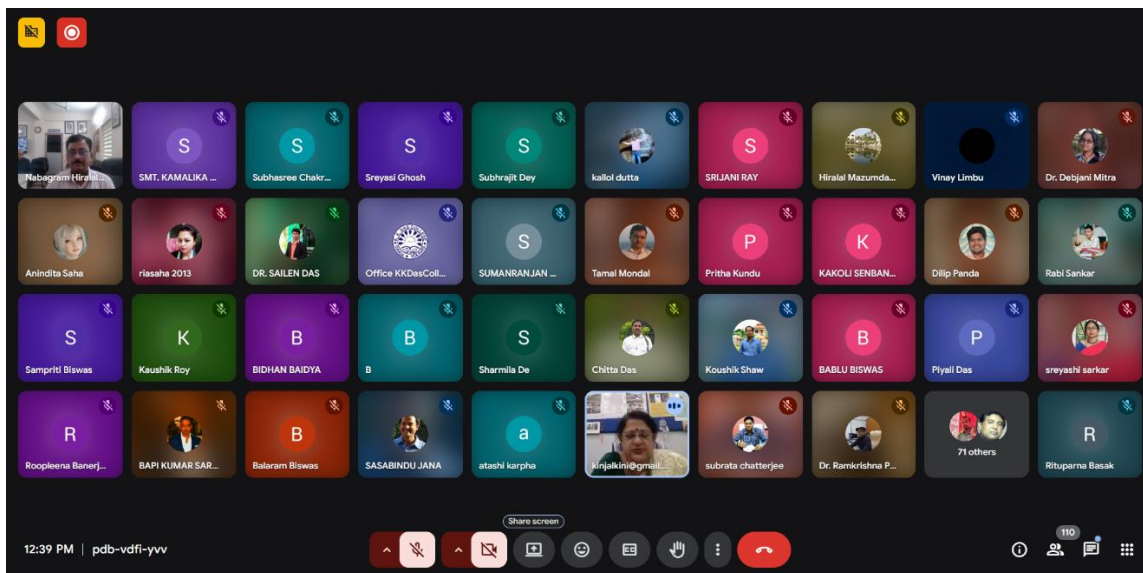 Nabagram Hiralal...
S
SMT. KAMALIKA ...
S
Subhasree Chakr...
S
Sreyasi Ghosh
S
Subhrajit Dey
kallol dutta
S
SRIJANI RAY
Hiralal Mazumda...
Vinay Limbu
Dr. Debjani Mitra
Anindita Saha
riasaha 2013
DR. SAILEN DAS
Office KKDasColl...
S
SUMANRANJAN ...
Tamal Mondal
P
Pritha Kundu
K
KAKOLI SENBAN...
Dilip Panda
Rabi Sankar
S
Sampriti Biswas
K
Kaushik Roy
B
BIDHAN BAIDYA
B
B
S
Sharmila De
Chitta Das
Koushik Shaw
B
BABLU BISWAS
P
Piyali Das
sreyashi sarkar
R
Roopleena Banerj...
BAPI KUMAR SAR...
B
Balaram Biswas
SASABINDU JANA
a
atashi karpha
kinjalkini@gmail....
subrata chatterjee
Dr. Ramkrishna P...
71 others
R
Rituparna Basak
Share screen
12:39 PM | pdb-vdfi-yvv
CC
110